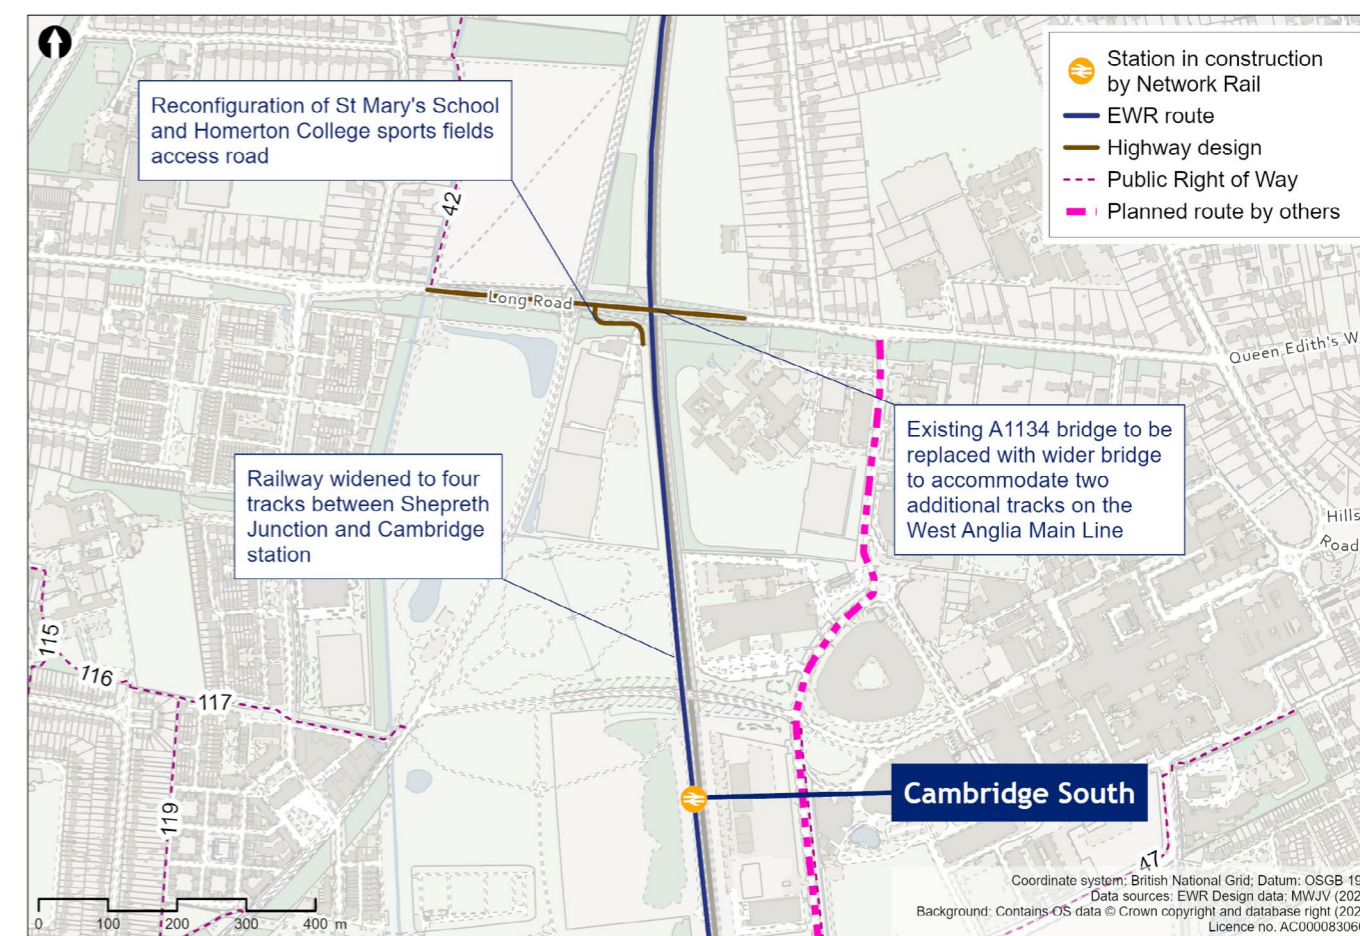 Reconfiguration of St Mary's School
and Homerton College sports fields
access road
Station in construction
by Network Rail
EWR route
Highway design
Public Right of Way
Planned route by others
42
Long Road
Queen Edith's W
Existing A1134 bridge to be
replaced with wider bridge
to accommodate two
additional tracks on the
West Anglia Main Line
Railway widened to four
tracks between Shepreth
Junction and Cambridge
station
Hills
Road
115
116
117
119
Cambridge South
47
0 100 200 300 400 m
Coordinate system: British National Grid; Datum: OSGB 19
Data sources: EWR Design data: MWJV (202
Background: Contains OS data © Crown copyright and database right (202
Licence no. AC000083060